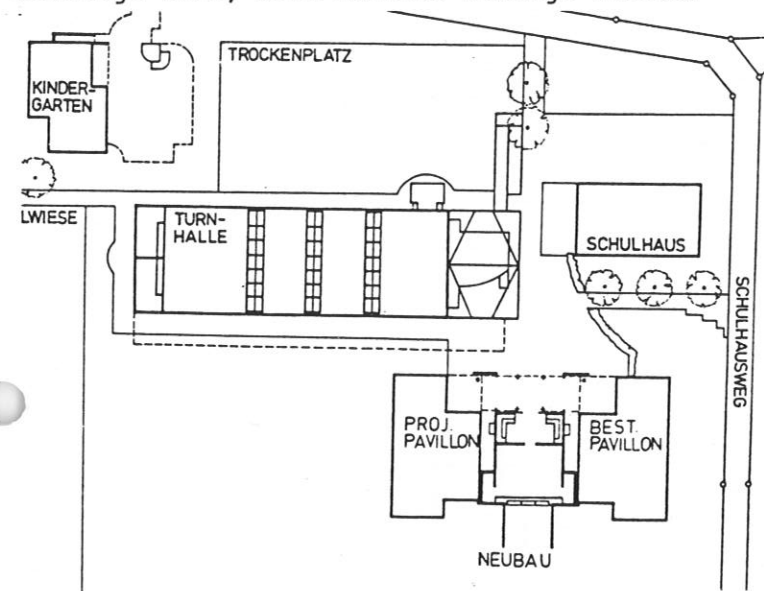 TROCKENPLATZ
KINDER-
GARTEN
LWIESE
TURN-
HALLE
SCHULHAUS
SCHULHAUSWEG
PROJ.
PAVILLON
BEST.
PAVILLON
NEUBAU